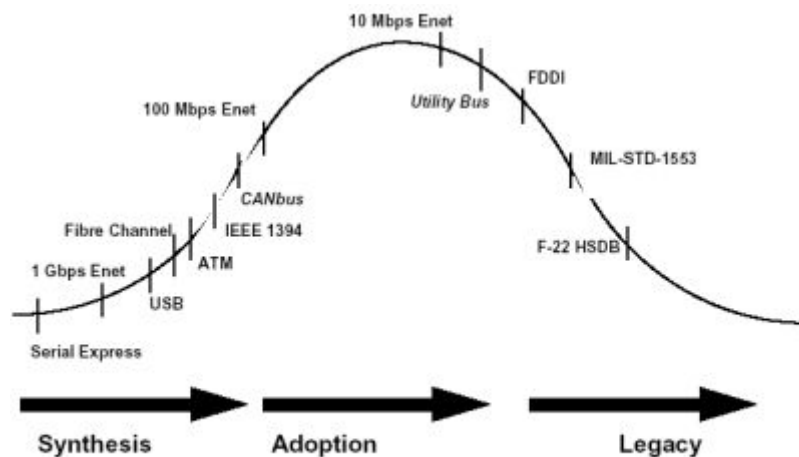 10 Mbps Enet
FDDI
Utility Bus
100 Mbps Enet
MIL-STD-1553
CANbus
Fibre Channel
IEEE 1394
F-22 HSDB
ATM
1 Gbps Enet
USB
Serial Express
Synthesis
Adoption
Legacy